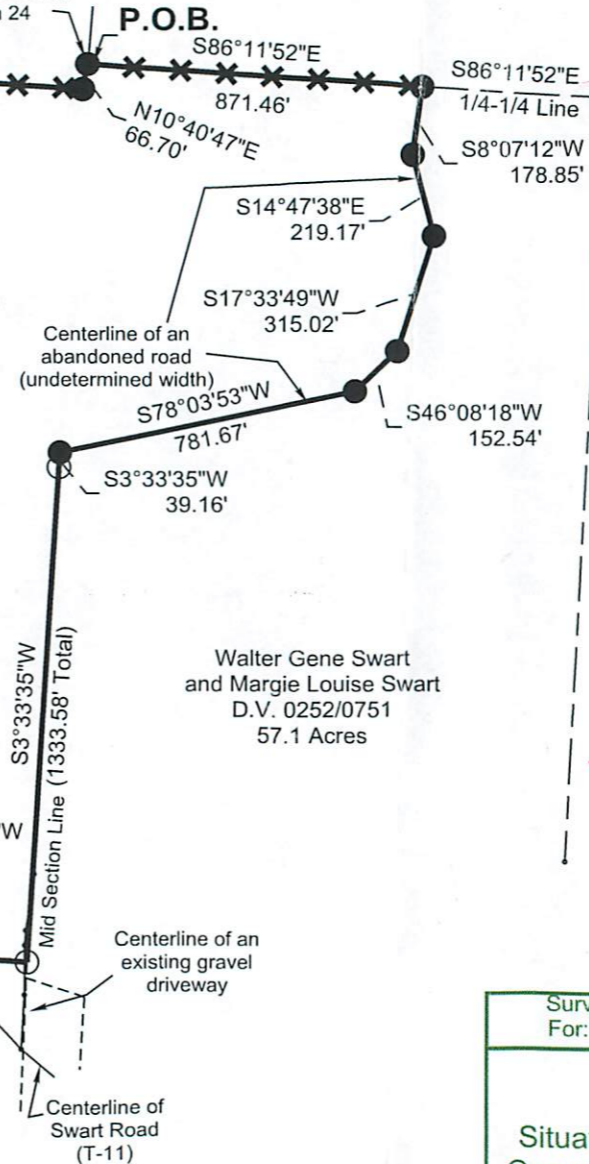 24
P.O.B.
S86°11'52"E
871.46'
S86°11'52"E
1/4-1/4 Line
N10°40'47"E
66.70'
S8°07'12"W
178.85'
S14°47'38"E
219.17'
S17°33'49"W
315.02'
Centerline of an
abandoned road
(undetermined width)
S78°03'53"W
781.67'
S46°08'18"W
152.54'
S3°33'35"W
39.16'
S3°33'35"W
Mid Section Line (1333.58' Total)
Walter Gene Swart
and Margie Louise Swart
D.V. 0252/0751
57.1 Acres
"W
Centerline of an
existing gravel
driveway
Centerline of
Swart Road
(T-11)
Surv
For:
Situa